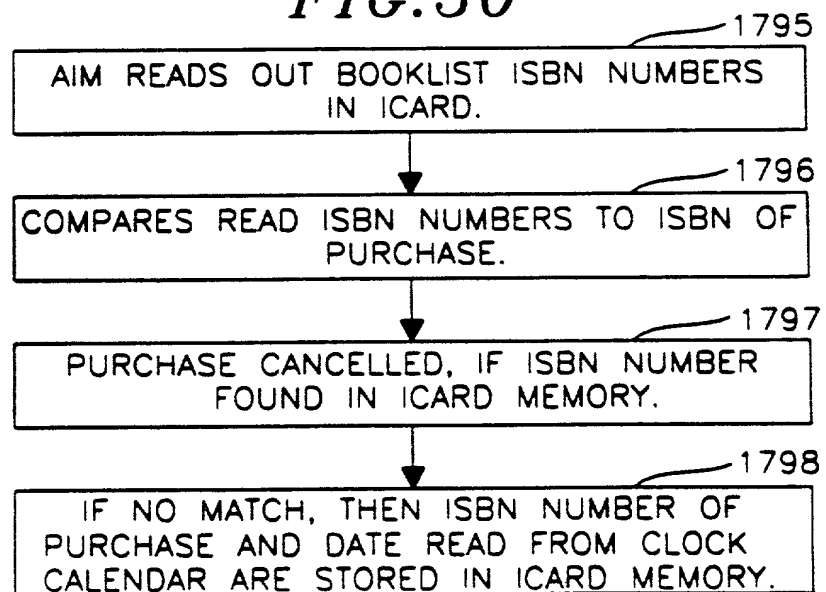 FIG.30
1795
AIM READS OUT BOOKLIST ISBN NUMBERS
IN ICARD.
1796
COMPARES READ ISBN NUMBERS TO ISBN OF
PURCHASE.
1797
PURCHASE CANCELLED, IF ISBN NUMBER
FOUND IN ICARD MEMORY.
1798
IF NO MATCH, THEN ISBN NUMBER OF
PURCHASE AND DATE READ FROM CLOCK
CALENDAR ARE STORED IN ICARD MEMORY.